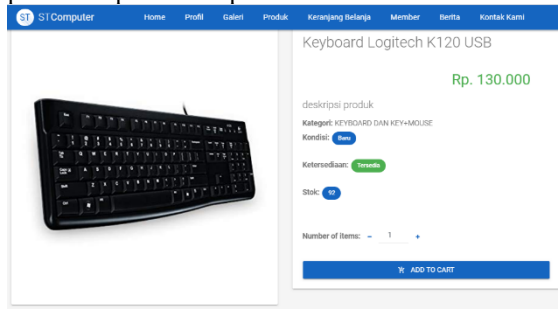 ST STComputer Home Profil Galeri Produk Keranjang Belanja Member Berita Kontak Kami
Keyboard Logitech K120 USB
Rp. 130.000
deskripsi produk
Kategori: KEYBOARD DAN KEY+MOUSE
Kondisi: Baru
Ketersediaan: Tersedia
Stok: 92
Number of items: - 1 +
ADD TO CART